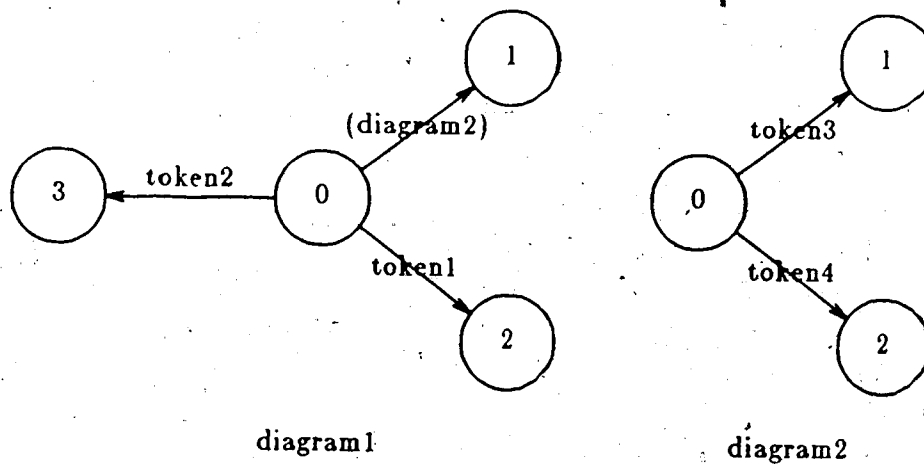 1
(diagram2)
token2
3
0
token1
2
diagram1
1
token3
0
token4
2
diagram2